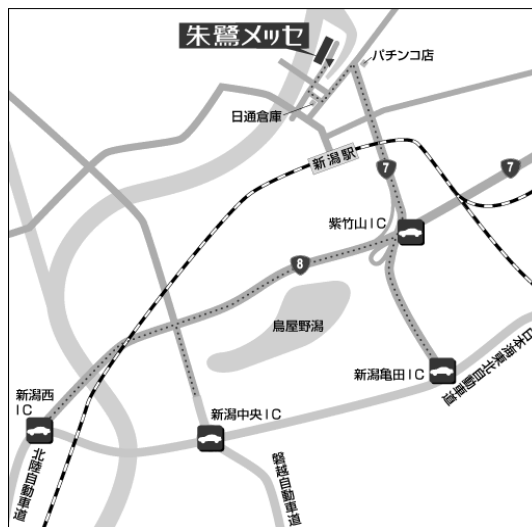 朱鷺メッセ
パチンコ店
日通倉庫
新潟駅
7
7
紫竹山IC
8
鳥屋野潟
日本海東北自動車道
新潟亀田IC
新潟西
IC
新潟中央IC
北陸自動車道
磐越自動車道